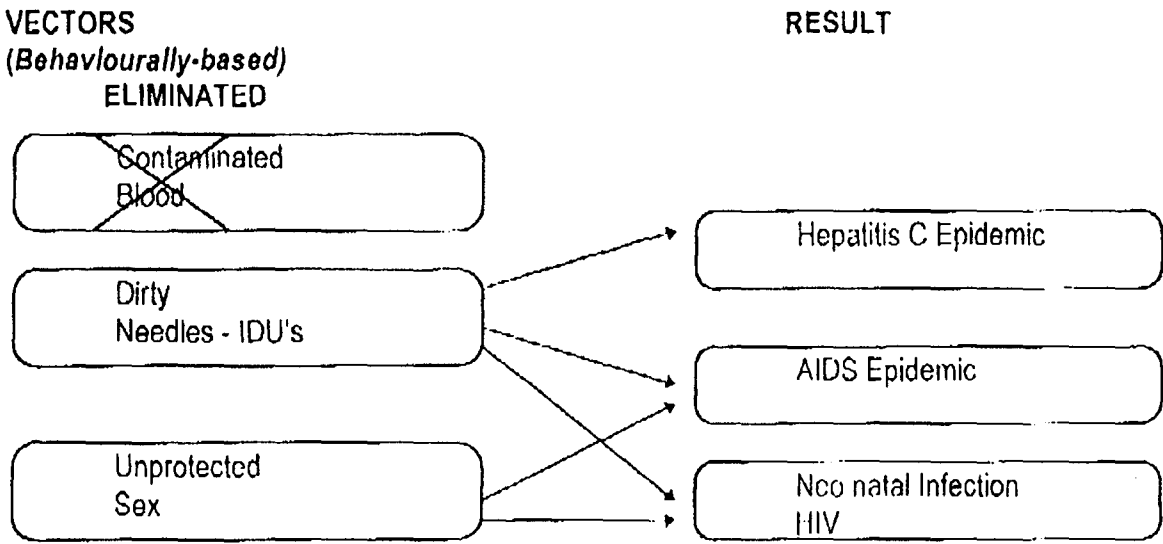 VECTORS
RESULT
(Behaviourally-based)
ELIMINATED
Contaminated
Blood
Dirty
Needles - IDU's
Unprotected
Sex
Hepatitis C Epidemic
AIDS Epidemic
Neo natal Infection
HIV